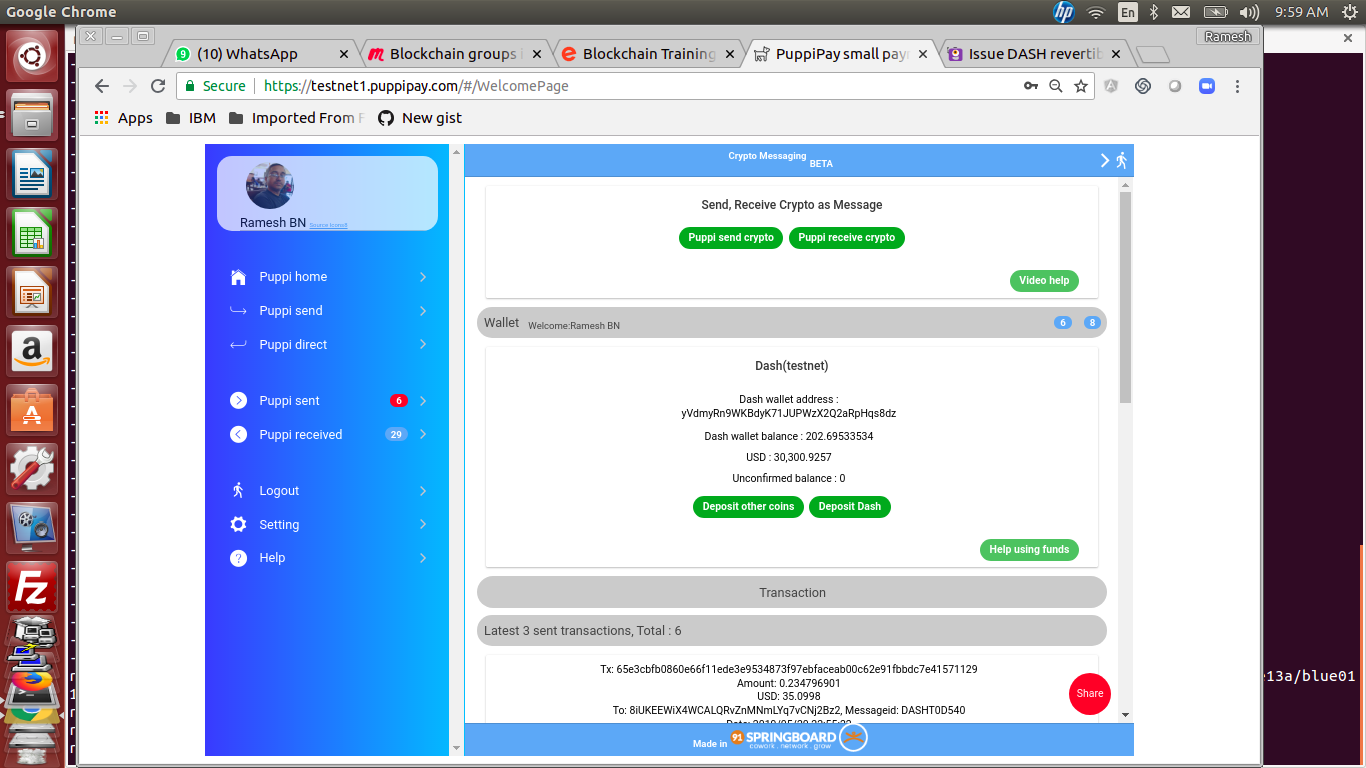 Google Chrome
En
9:59 AM
Ramesh
(10) WhatsApp
Blockchain groups i
Blockchain Training
PuppiPay small payr
Issue DASH revertib
Secure
https://testnet1.puppipay.com/#/WelcomePage
Apps
IBM
Imported From F
New gist
Ramesh BN
Puppi home
Puppi send
Puppi direct
Puppi sent 6
Puppi received 29
Logout
Setting
Help
Crypto Messaging BETA
Send, Receive Crypto as Message
Puppi send crypto
Puppi receive crypto
Video help
Wallet Welcome:Ramesh BN 6 8
Dash(testnet)
Dash wallet address :
yVdmyRn9WKBdyK71JUPWzX2Q2aRpHqs8dz
Dash wallet balance : 202.69533534
USD : 30,300.9257
Unconfirmed balance : 0
Deposit other coins
Deposit Dash
Help using funds
Transaction
Latest 3 sent transactions, Total : 6
Tx: 65e3cbfb0860e66f11ede3e9534873f97ebfaceab00c62e91fbbdc7e41571129
Amount: 0.234796901
USD: 35.0998
To: 8iUKEEWiX4WCALQRvZnMNmLYq7vCNj2Bz2, Messageid: DASHT0D540
Share
Made in 91 SPRINGBOARD
cowork . network . grow
13a/blue01